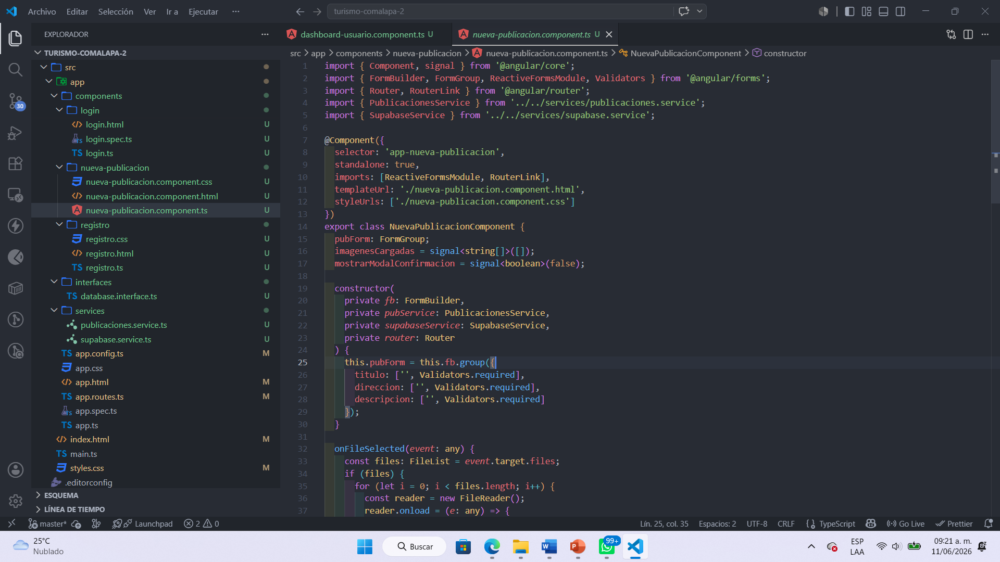 Archivo Editar Selección Ver Ir a Ejecutar ···
turismo-comalapa-2
EXPLORADOR ···
TURISMO-COMALAPA-2
src
app
components
login
login.html U
login.spec.ts U
login.ts U
nueva-publicacion
nueva-publicacion.component.css U
nueva-publicacion.component.html U
nueva-publicacion.component.ts U
registro
registro.css U
registro.html U
registro.ts U
interfaces
database.interface.ts U
services
publicaciones.service.ts U
supabase.service.ts U
app.config.ts M
app.css
app.html M
app.routes.ts M
app.spec.ts
app.ts
index.html M
main.ts
styles.css M
.editorconfig
ESQUEMA
LÍNEA DE TIEMPO
30
dashboard-usuario.component.ts U
nueva-publicacion.component.ts U
src > app > components > nueva-publicacion > nueva-publicacion.component.ts > NuevaPublicacionComponent > constructor
1 import { Component, signal } from '@angular/core';
2 import { FormBuilder, FormGroup, ReactiveFormsModule, Validators } from '@angular/forms';
3 import { Router, RouterLink } from '@angular/router';
4 import { PublicacionesService } from '../../services/publicaciones.service';
5 import { SupabaseService } from '../../services/supabase.service';
6
7 @Component({
8 selector: 'app-nueva-publicacion',
9 standalone: true,
10 imports: [ReactiveFormsModule, RouterLink],
11 templateUrl: './nueva-publicacion.component.html',
12 styleUrls: ['./nueva-publicacion.component.css']
13 })
14 export class NuevaPublicacionComponent {
15 pubForm: FormGroup;
16 imagenesCargadas = signal<string[]>([]);
17 mostrarModalConfirmacion = signal<boolean>(false);
18
19 constructor(
20 private fb: FormBuilder,
21 private pubService: PublicacionesService,
22 private supabaseService: SupabaseService,
23 private router: Router
24 ) {
25 this.pubForm = this.fb.group({
26 titulo: ['', Validators.required],
27 direccion: ['', Validators.required],
28 descripcion: ['', Validators.required]
29 });
30 }
31
32 onFileSelected(event: any) {
33 const files: FileList = event.target.files;
34 if (files) {
35 for (let i = 0; i < files.length; i++) {
36 const reader = new FileReader();
37 reader.onload = (e: any) => {
master* Launchpad 2 0
Lín. 25, col. 35 Espacios: 2 UTF-8 CRLF {} TypeScript Go Live Prettier
25°C
Nublado
Buscar
99+
ESP
LAA
09:21 a. m.
11/06/2026